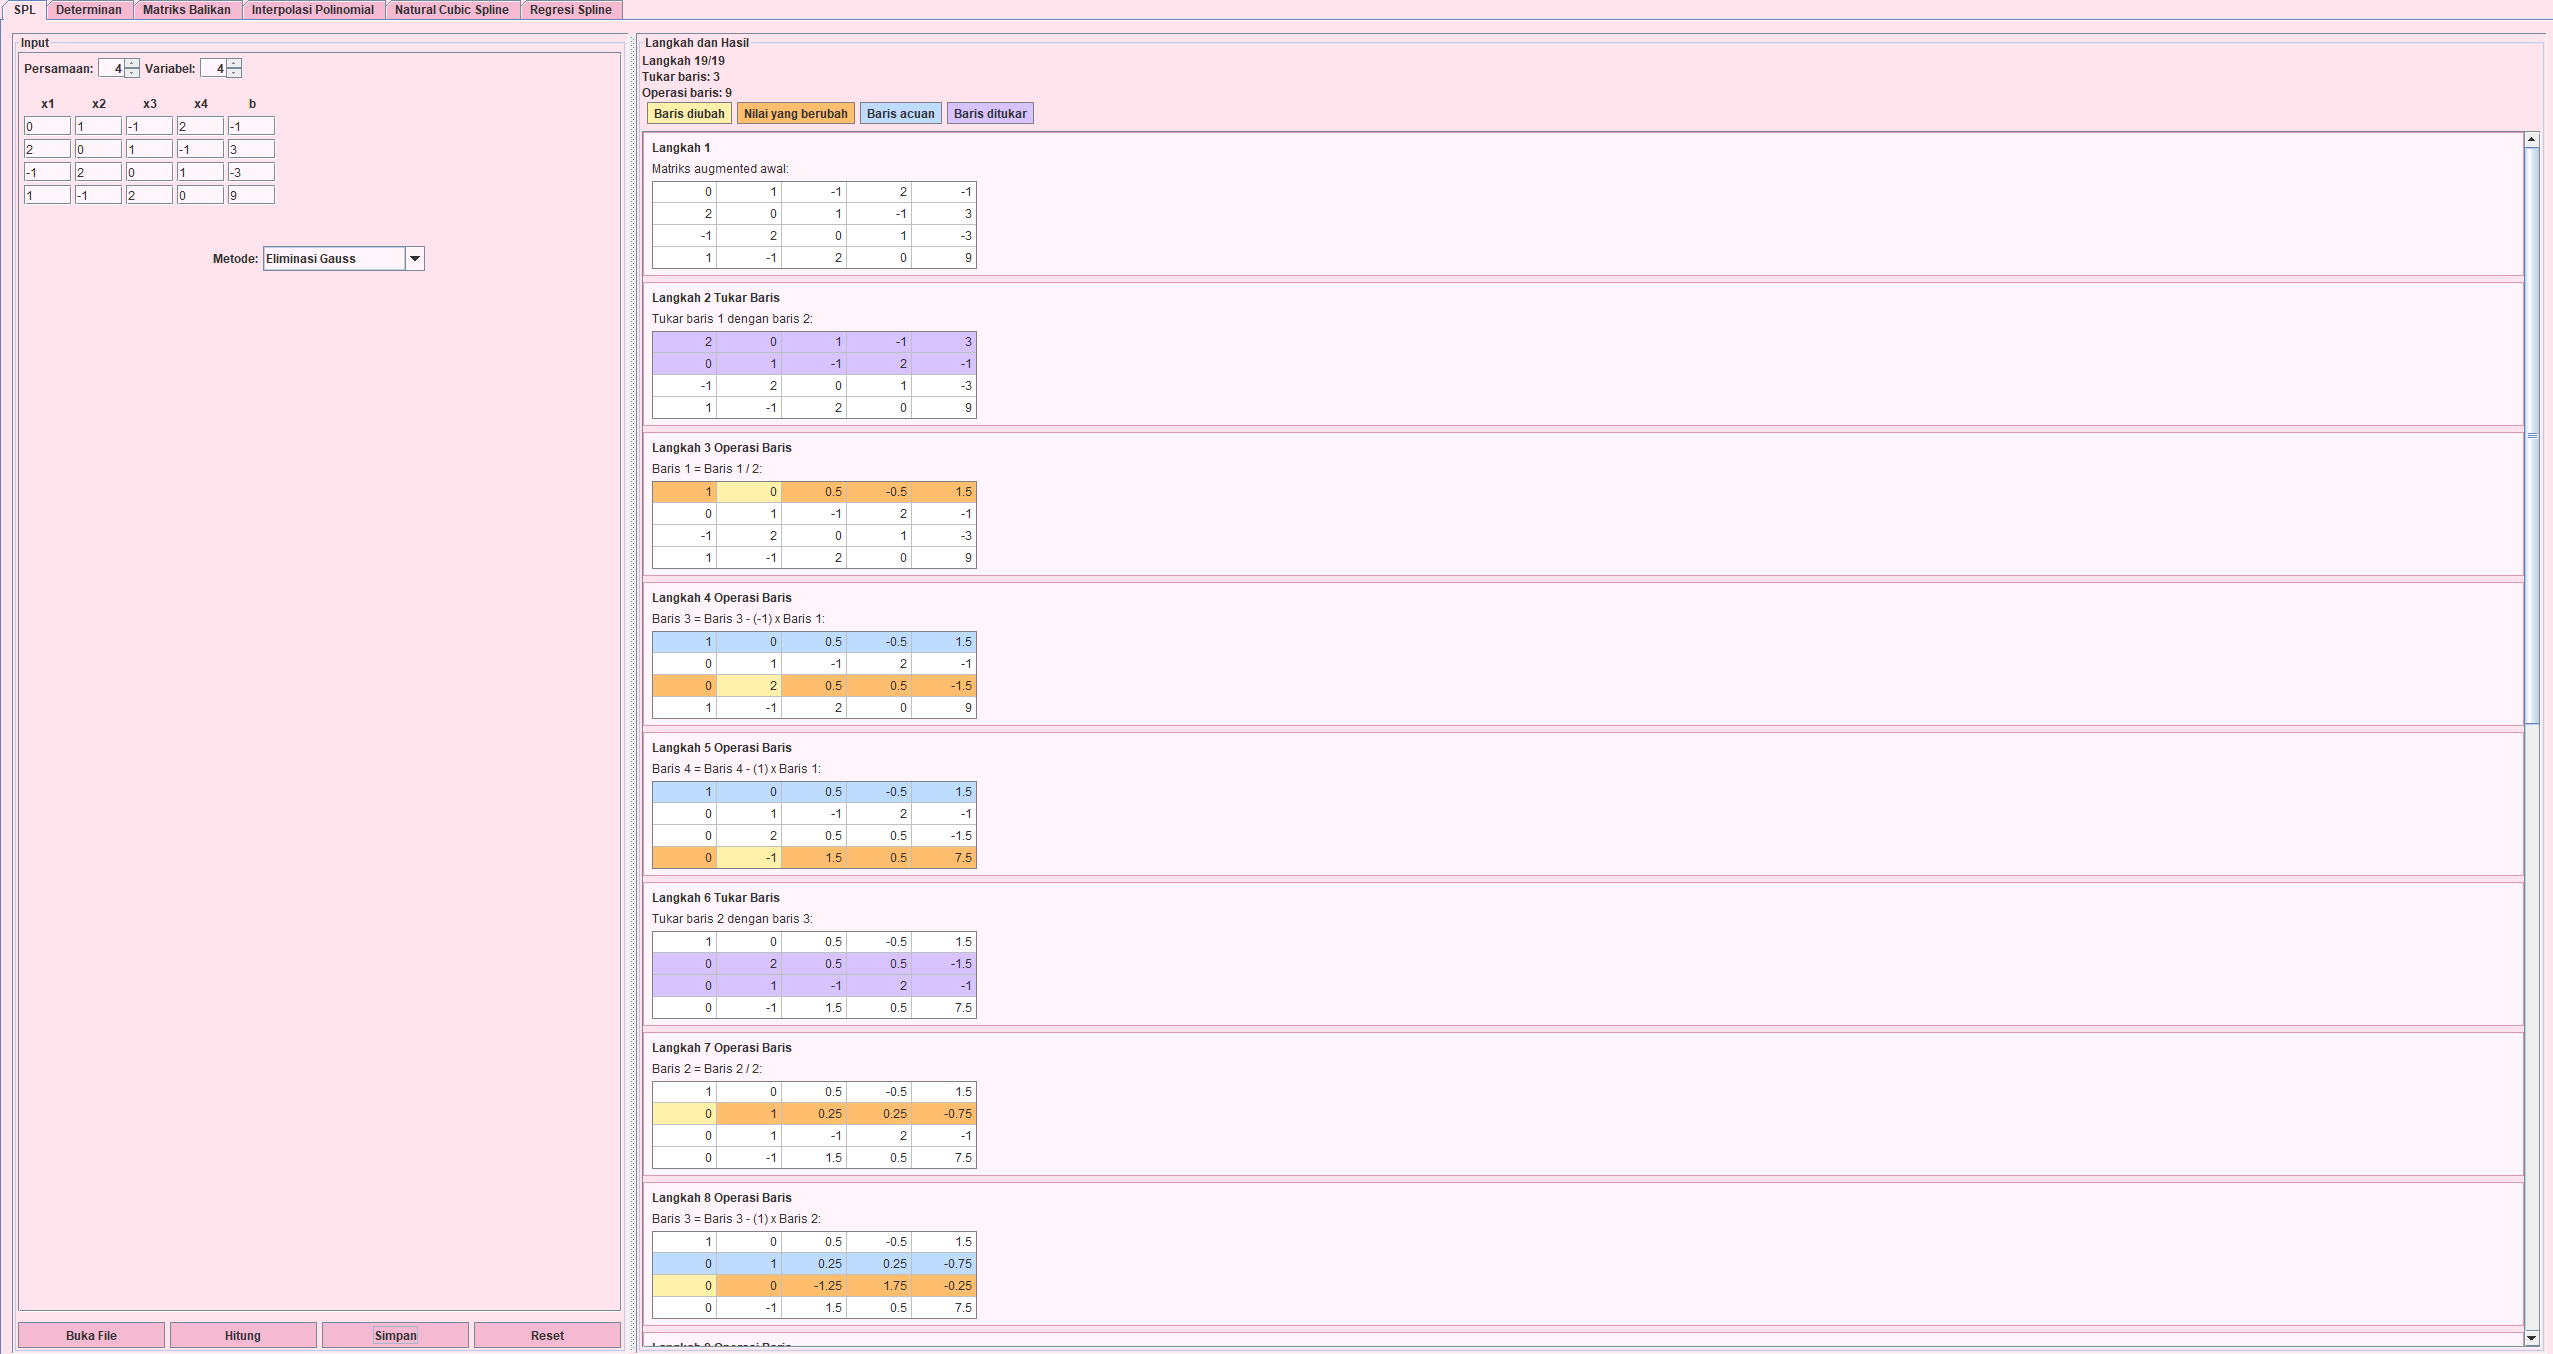 SPL Determinan Matriks Balikan Interpolasi Polinomial Natural Cubic Spline Regresi Spline
Input
Persamaan: 4 Variabel: 4
x1 x2 x3 x4 b
0 1 -1 2 -1
2 0 1 -1 3
-1 2 0 1 -3
1 -1 2 0 9
Metode: Eliminasi Gauss
Buka File Hitung Simpan Reset
Langkah dan Hasil
Langkah 19/19
Tukar baris: 3
Operasi baris: 9
Baris diubah Nilai yang berubah Baris acuan Baris ditukar
Langkah 1
Matriks augmented awal:
0 1 -1 2 -1
2 0 1 -1 3
-1 2 0 1 -3
1 -1 2 0 9
Langkah 2 Tukar Baris
Tukar baris 1 dengan baris 2:
2 0 1 -1 3
0 1 -1 2 -1
-1 2 0 1 -3
1 -1 2 0 9
Langkah 3 Operasi Baris
Baris 1 = Baris 1 / 2:
1 0 0.5 -0.5 1.5
0 1 -1 2 -1
-1 2 0 1 -3
1 -1 2 0 9
Langkah 4 Operasi Baris
Baris 3 = Baris 3 - (-1) x Baris 1:
1 0 0.5 -0.5 1.5
0 1 -1 2 -1
0 2 0.5 0.5 -1.5
1 -1 2 0 9
Langkah 5 Operasi Baris
Baris 4 = Baris 4 - (1) x Baris 1:
1 0 0.5 -0.5 1.5
0 1 -1 2 -1
0 2 0.5 0.5 -1.5
0 -1 1.5 0.5 7.5
Langkah 6 Tukar Baris
Tukar baris 2 dengan baris 3:
1 0 0.5 -0.5 1.5
0 2 0.5 0.5 -1.5
0 1 -1 2 -1
0 -1 1.5 0.5 7.5
Langkah 7 Operasi Baris
Baris 2 = Baris 2 / 2:
1 0 0.5 -0.5 1.5
0 1 0.25 0.25 -0.75
0 1 -1 2 -1
0 -1 1.5 0.5 7.5
Langkah 8 Operasi Baris
Baris 3 = Baris 3 - (1) x Baris 2:
1 0 0.5 -0.5 1.5
0 1 0.25 0.25 -0.75
0 0 -1.25 1.75 -0.25
0 -1 1.5 0.5 7.5
Langkah 9 Operasi Baris